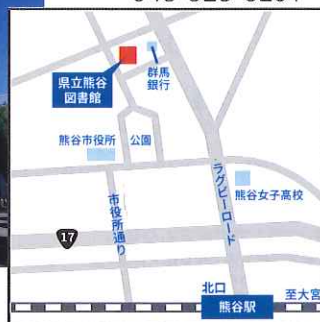 県立熊谷
図書館
群馬
銀行
熊谷市役所
公園
市役所通り
ラグビーロード
熊谷女子高校
17
北口
至大宮
熊谷駅